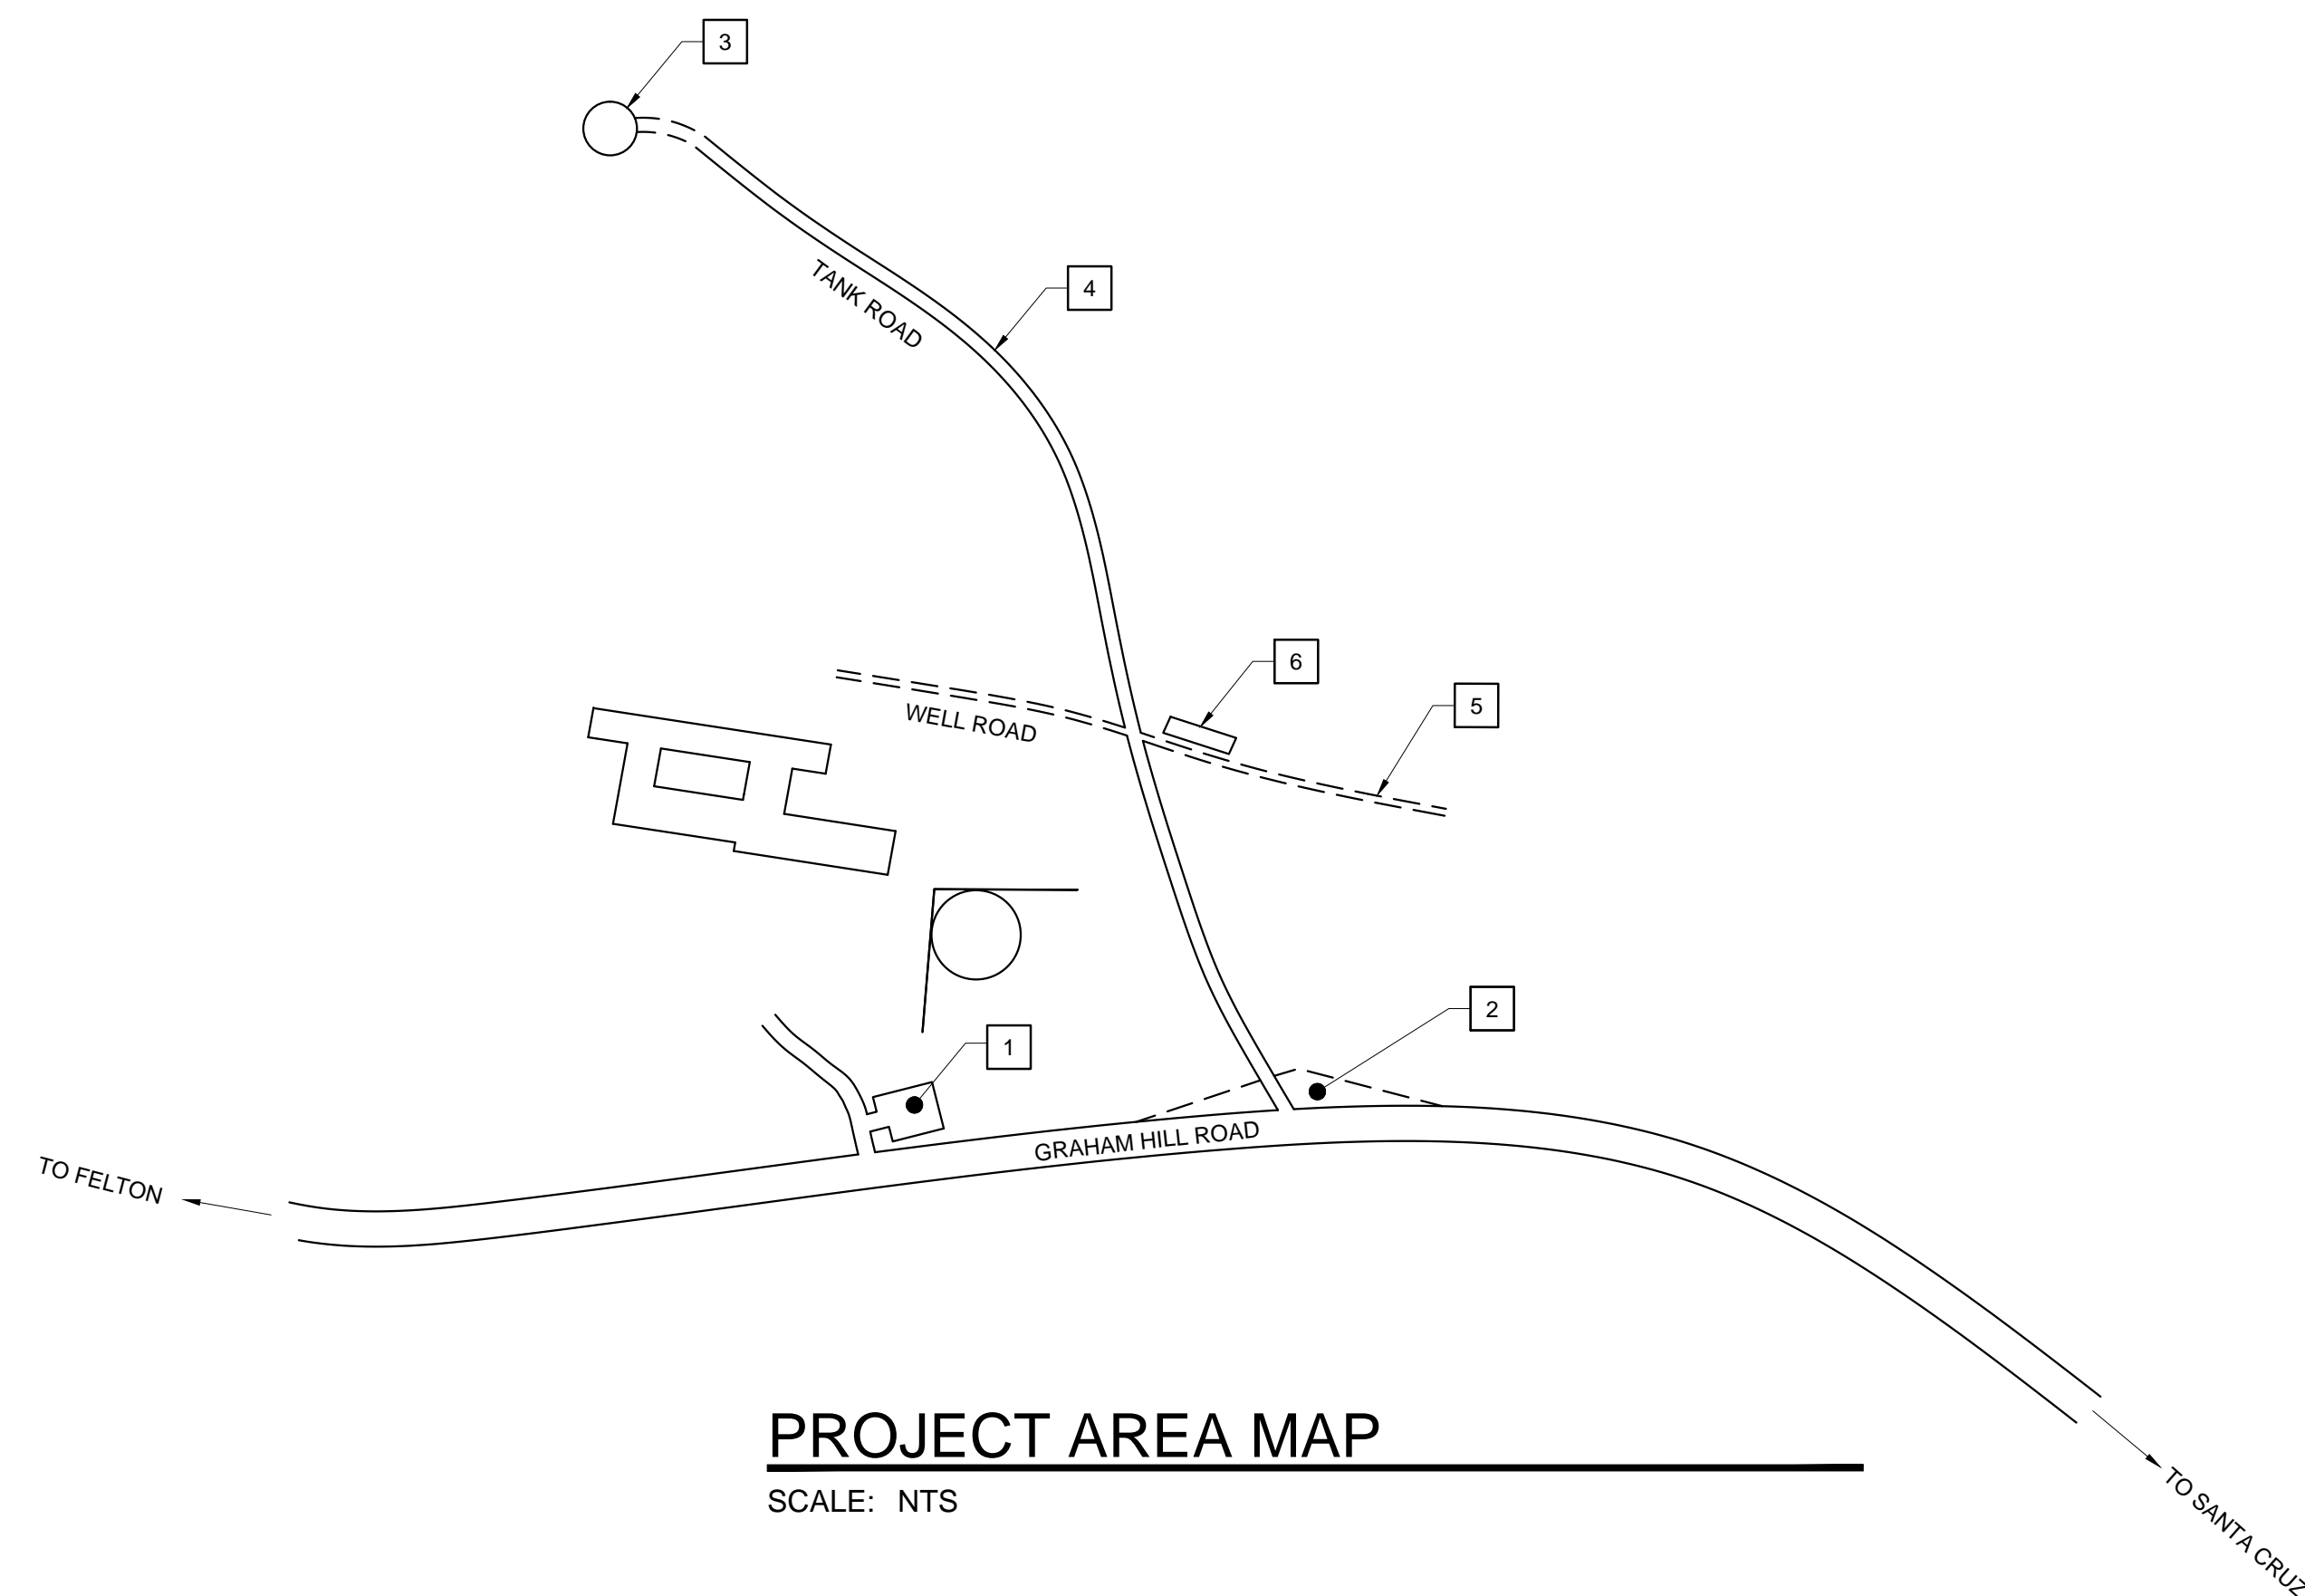 3
4
TANK ROAD
6
5
WELL ROAD
2
1
GRAHAM HILL ROAD
TO FELTON
PROJECT AREA MAP
SCALE: NTS
TO SANTA CRUZ